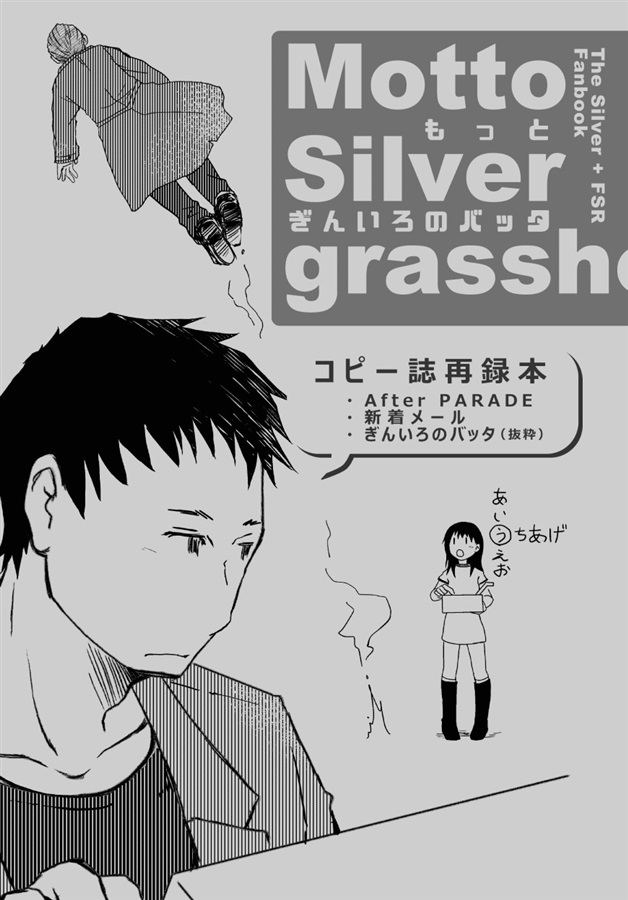 Motto
もっと
Silver
ぎんいろのバッタ
grassho
The Silver + FSR
Fanbook
コピー誌再録本
・After PARADE
・新着メール
・ぎんいろのバッタ(抜粋)
あぃうえお
うちあげ